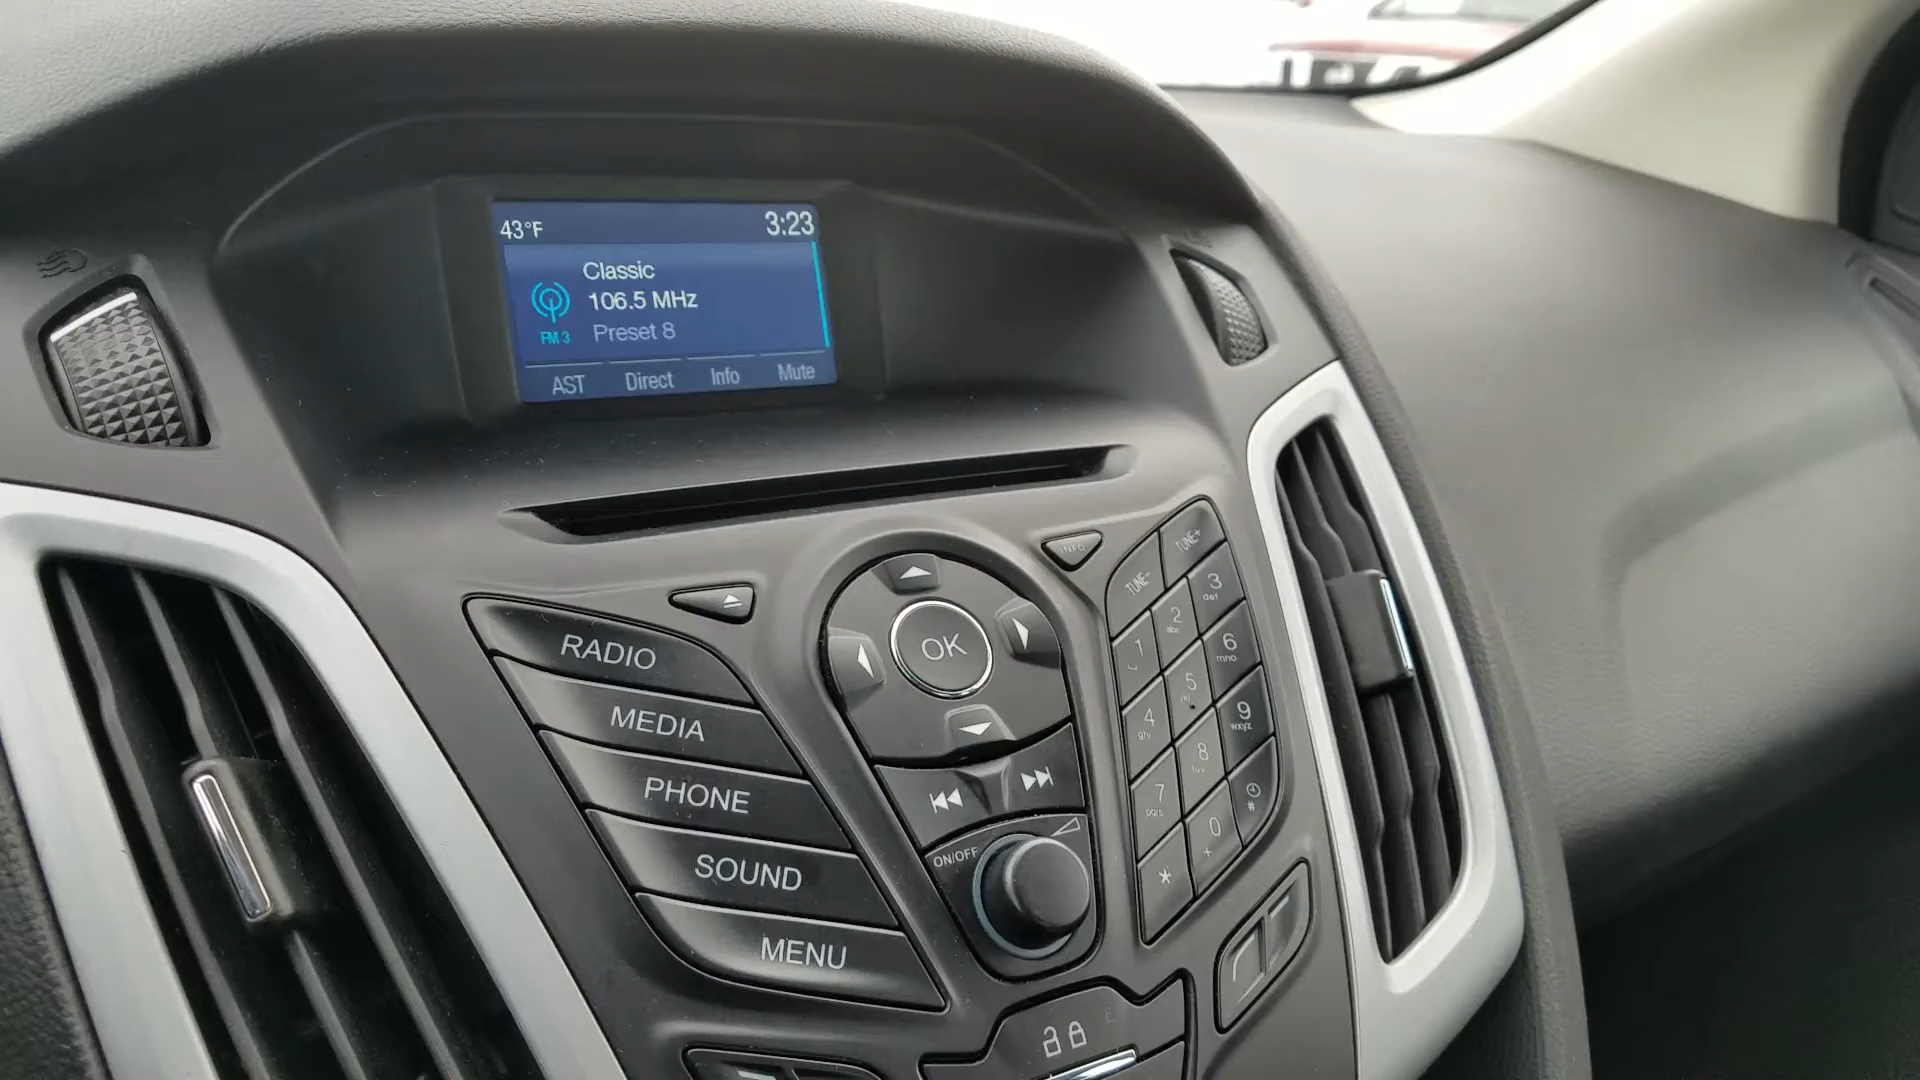 43°F 3:23
Classic
106.5 MHz
FM 3 Preset 8
AST Direct Info Mute
INFO
TUNE- TUNE+
RADIO
MEDIA
PHONE
SOUND
MENU
OK
ON/OFF
1 2 abc 3 def
4 ghi 5 jkl 6 mno
7 pqrs 8 tuv 9 wxyz
* 0 + #